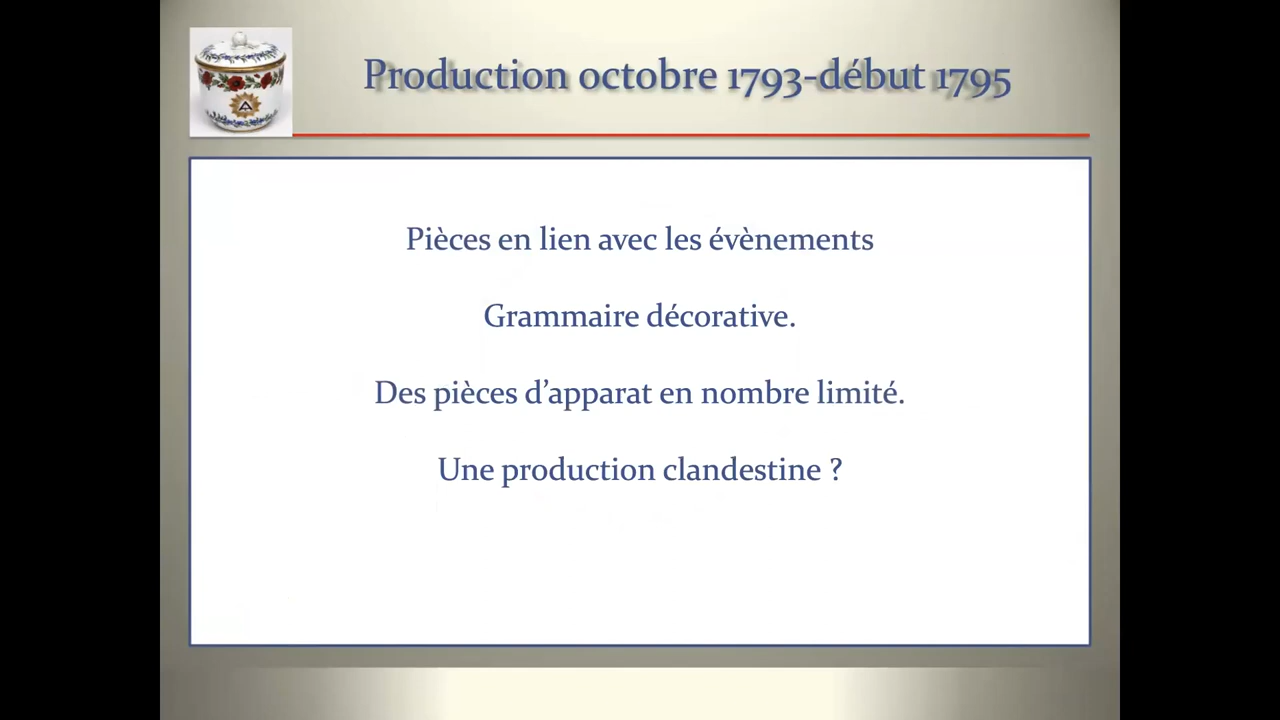 Production octobre 1793-début 1795
Pièces en lien avec les évènements
Grammaire décorative.
Des pièces d’apparat en nombre limité.
Une production clandestine ?